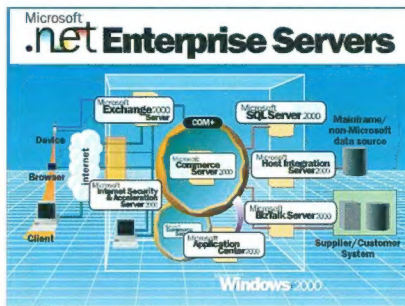 Microsoft
.net Enterprise Servers
Microsoft
Exchange2000
Server
COM+
Microsoft
SQL Server 2000
Mainframe/
non-Microsoft
data source
Device
Internet
Browser
Client
Microsoft
Commerce
Server 2000
Microsoft
Host Integration
Server 2000
Microsoft
Internet Security
& Acceleration
Server 2000
Microsoft
BizTalk Server 2000
Supplier/Customer
System
Microsoft
Application
Center 2000
Windows 2000